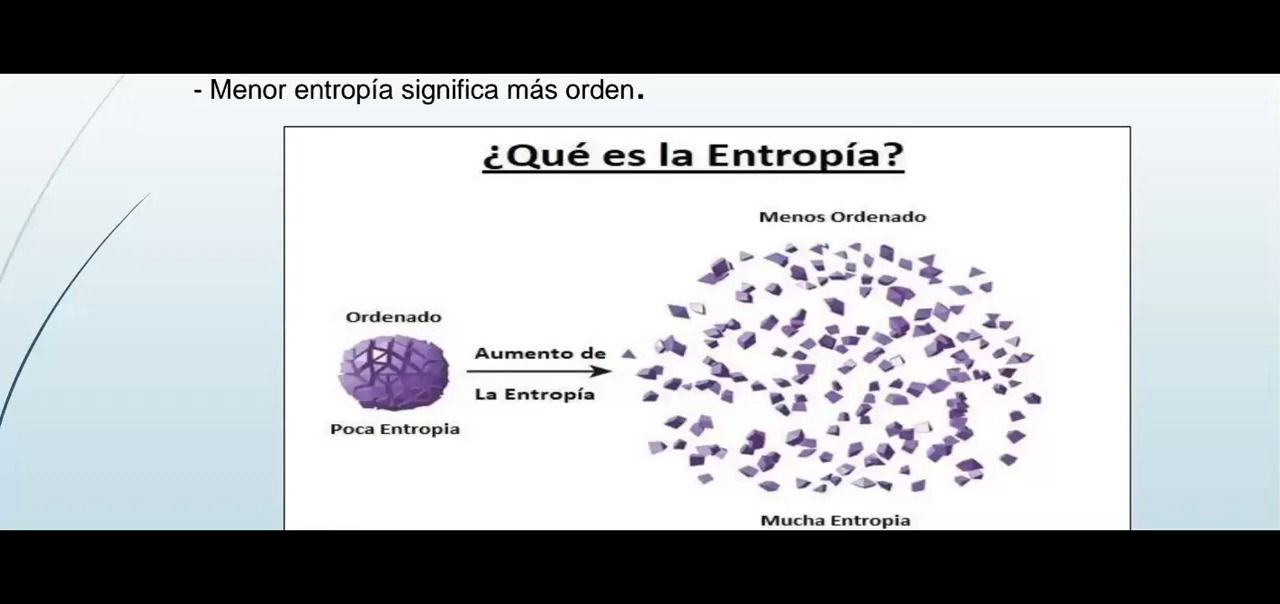 - Menor entropía significa más orden.
¿Qué es la Entropía?
Menos Ordenado
Ordenado
Aumento de
La Entropía
Poca Entropia
Mucha Entropia